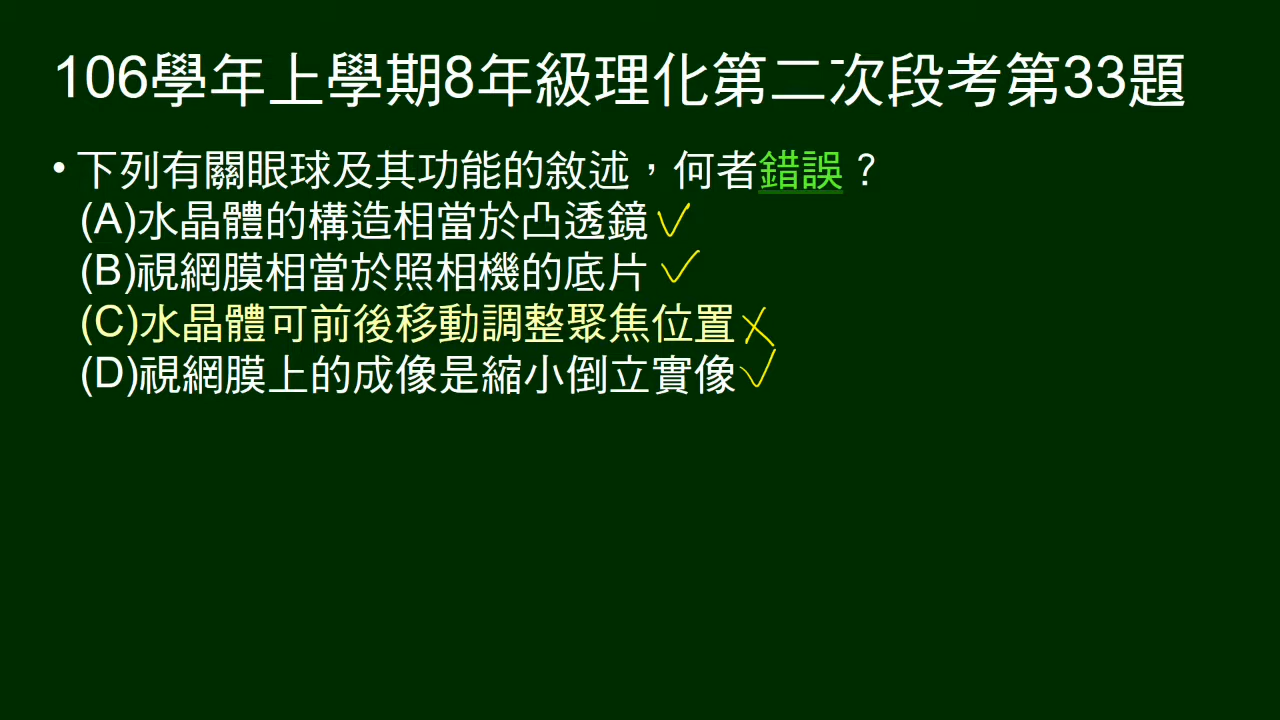 106學年上學期8年級理化第二次段考第33題
• 下列有關眼球及其功能的敘述，何者錯誤？
(A)水晶體的構造相當於凸透鏡✓
(B)視網膜相當於照相機的底片✓
(C)水晶體可前後移動調整聚焦位置✗
(D)視網膜上的成像是縮小倒立實像✓